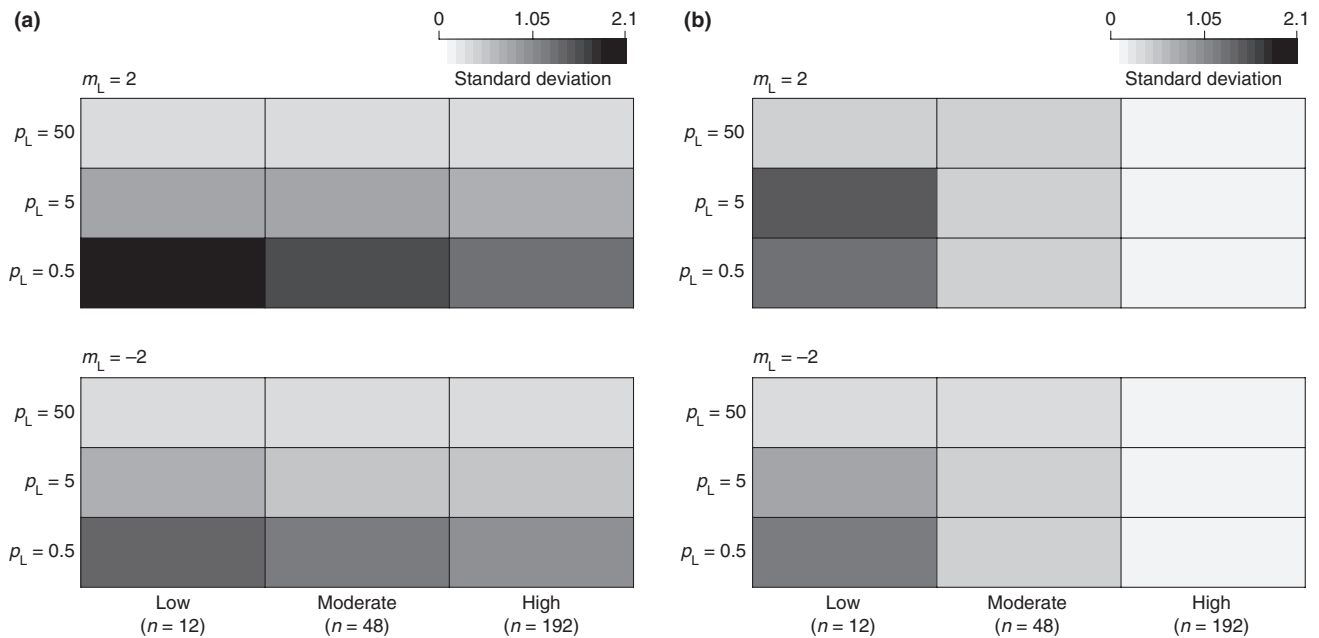 (a)
0 1.05 2.1
Standard deviation
m_L = 2
p_L = 50
p_L = 5
p_L = 0.5
m_L = –2
p_L = 50
p_L = 5
p_L = 0.5
Low Moderate High
(n = 12) (n = 48) (n = 192)
(b)
0 1.05 2.1
Standard deviation
m_L = 2
p_L = 50
p_L = 5
p_L = 0.5
m_L = –2
p_L = 50
p_L = 5
p_L = 0.5
Low Moderate High
(n = 12) (n = 48) (n = 192)